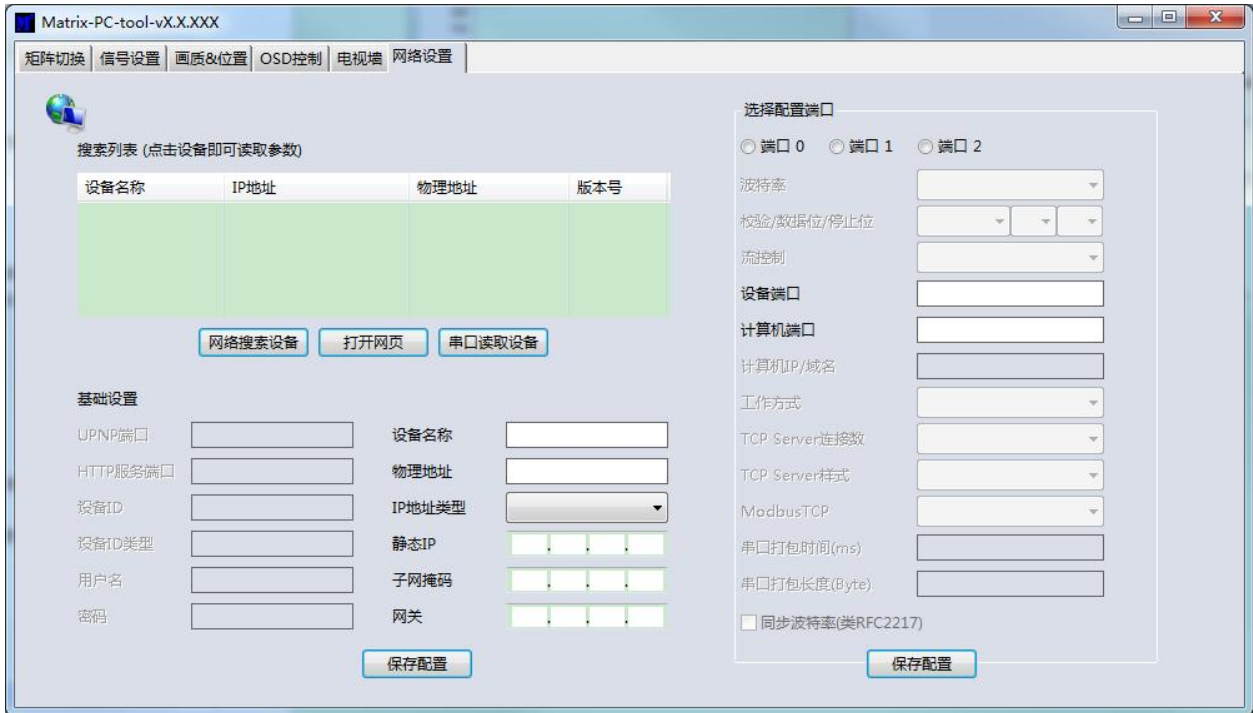 Matrix-PC-tool-vX.X.XXX
矩阵切换 信号设置 画质&位置 OSD控制 电视墙 网络设置
搜索列表 (点击设备即可读取参数)
设备名称 IP地址 物理地址 版本号
网络搜索设备 打开网页 串口读取设备
基础设置
UPNP端口
HTTP服务端口
设备ID
设备ID类型
用户名
密码
设备名称
物理地址
IP地址类型
静态IP
子网掩码
网关
保存配置
选择配置端口
端口 0 端口 1 端口 2
波特率
校验/数据位/停止位
流控制
设备端口
计算机端口
计算机IP/域名
工作方式
TCP Server连接数
TCP Server样式
ModbusTCP
串口打包时间(ms)
串口打包长度(Byte)
同步波特率(类RFC2217)
保存配置